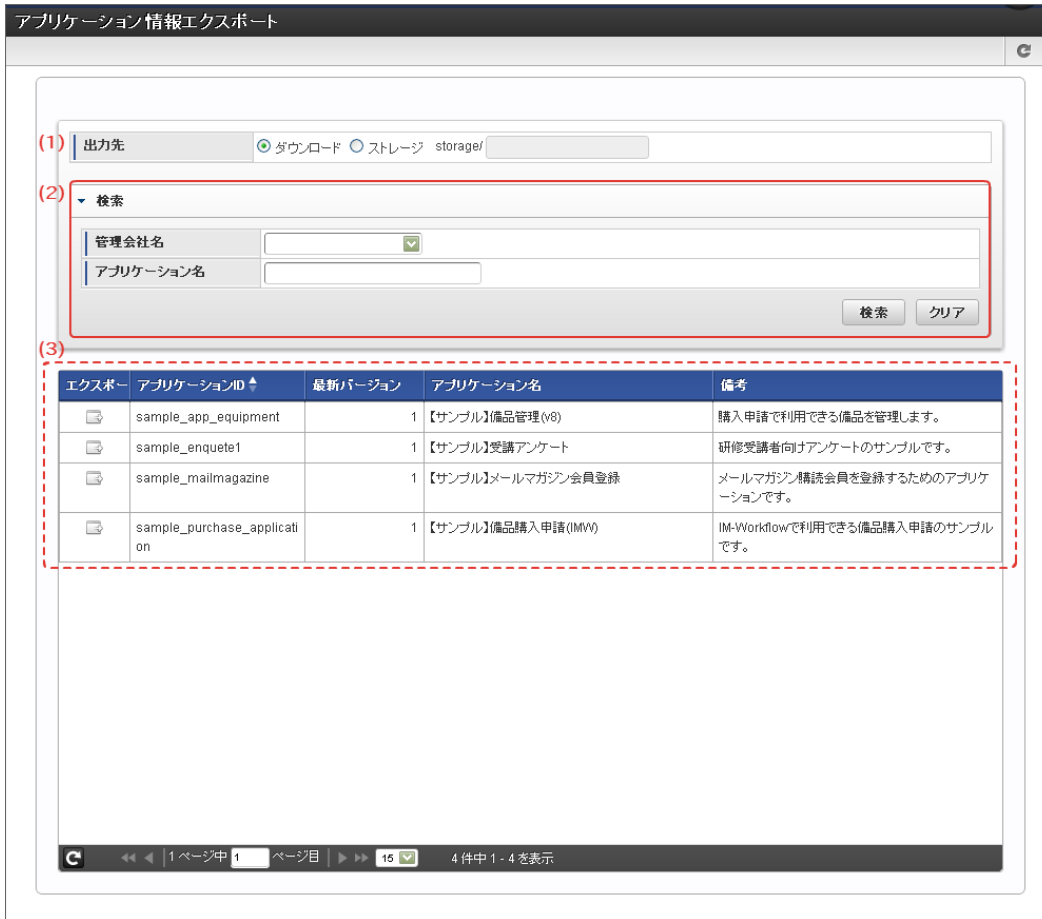 アプリケーション情報エクスポート
(1) 出力先 ダウンロード ストレージ storage/
(2) 検索
管理会社名
アプリケーション名
検索 クリア
(3)
エクスポー アプリケーションID 最新バージョン アプリケーション名 備考
sample_app_equipment 1 【サンプル】備品管理(v8) 購入申請で利用できる備品を管理します。
sample_enquete1 1 【サンプル】受講アンケート 研修受講者向けアンケートのサンプルです。
sample_mailmagazine 1 【サンプル】メールマガジン会員登録 メールマガジン購読会員を登録するためのアプリケ
ーションです。
sample_purchase_applicati 1 【サンプル】備品購入申請(IMW) IM-Workflowで利用できる備品購入申請のサンプル
on です。
1 ページ中 1 ページ目 15 4 件中 1 - 4 を表示